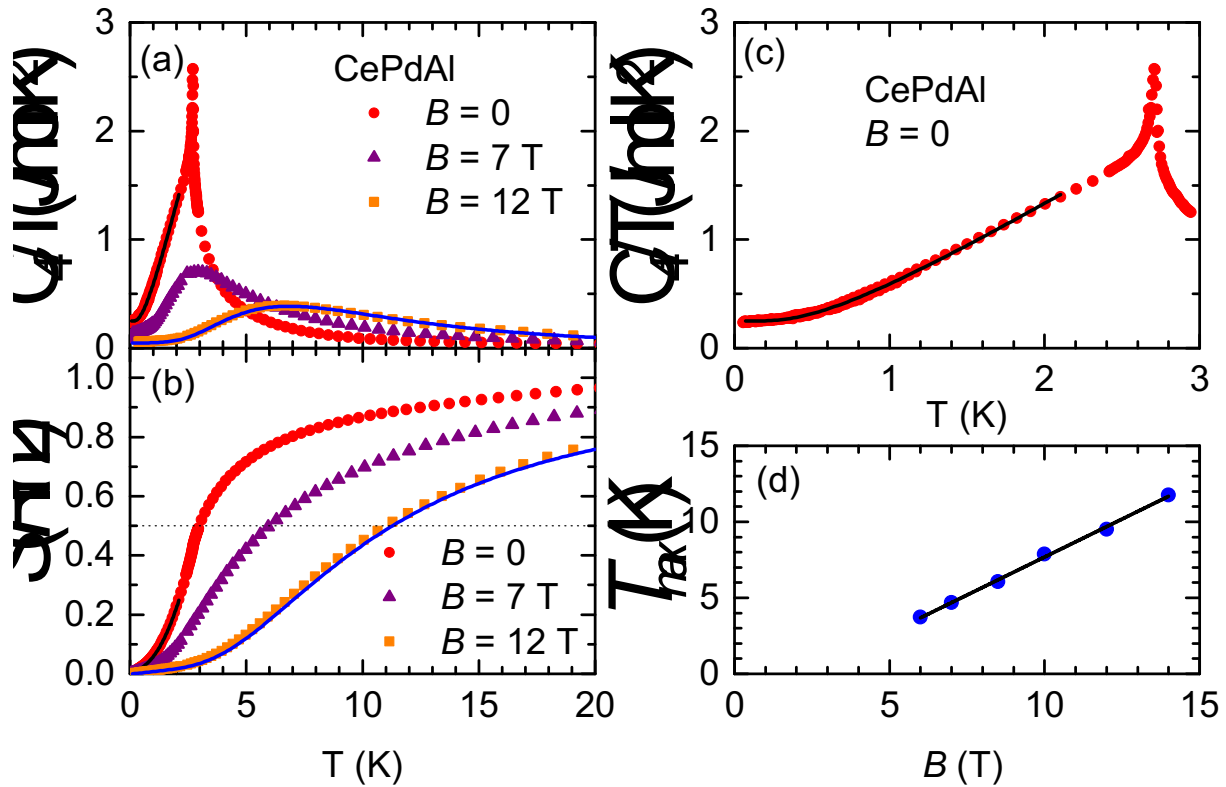 (a)
CePdAl
B = 0
B = 7 T
B = 12 T
3
2
1
0
(b)
1.0
0.8
0.6
0.4
0.2
0.0
B = 0
B = 7 T
B = 12 T
0 5 10 15 20
T (K)
(c)
CePdAl
B = 0
3
2
1
0
0 1 2 3
T (K)
(d)
15
10
5
0
0 5 10 15
B (T)